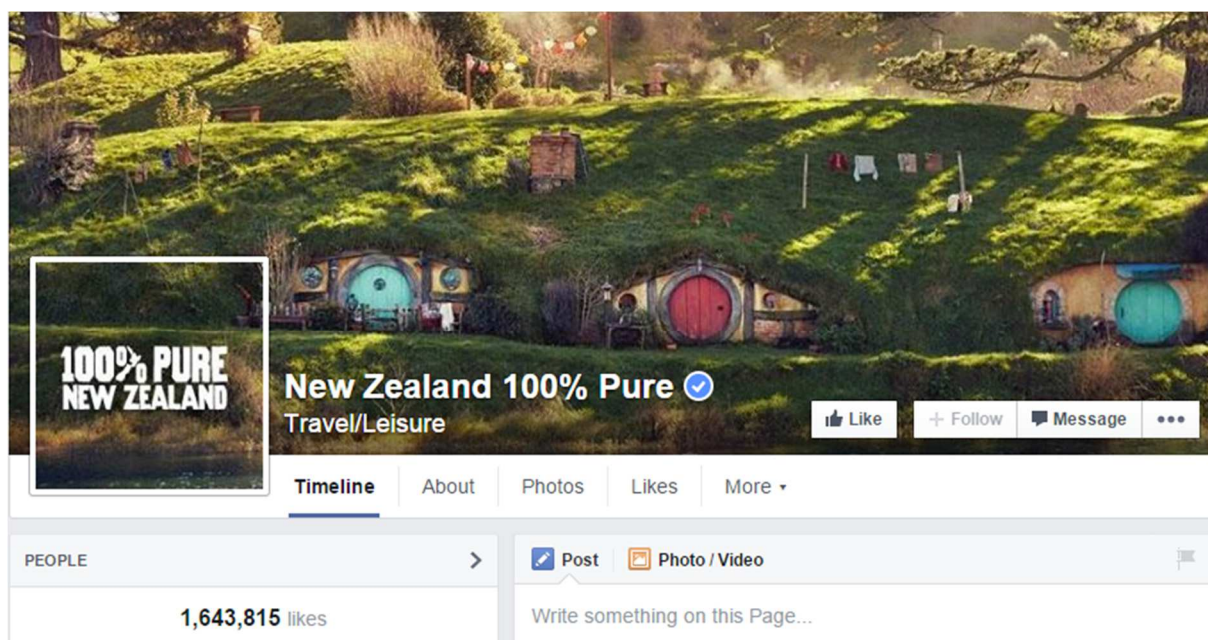 100% PURE
NEW ZEALAND
New Zealand 100% Pure
Travel/Leisure
Like
Follow
Message
Timeline
About
Photos
Likes
More
PEOPLE
Post
Photo / Video
1,643,815 likes
Write something on this Page...